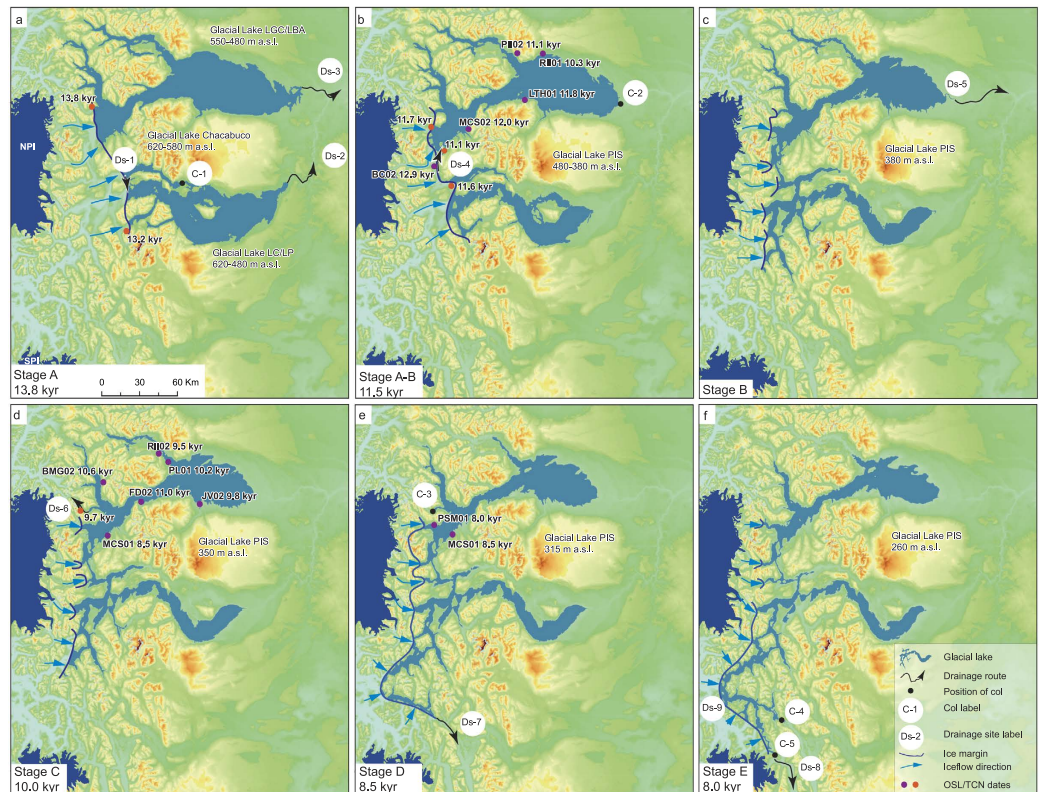 a
Glacial Lake LGC/LBA
550-480 m a.s.l.
Ds-3
13.8 kyr
NPI
Glacial Lake Chacabuco
620-580 m a.s.l.
Ds-1
Ds-2
C-1
13.2 kyr
Glacial Lake LC/LP
620-480 m a.s.l.
SPI
Stage A
13.8 kyr
0 30 60 Km
b
11.1 kyr
10.3 kyr
LTH01 11.8 kyr
C-2
11.7 kyr
MCS02 12.0 kyr
11.1 kyr
Glacial Lake PIS
480-380 m a.s.l.
Ds-4
BC02 12.9 kyr
11.6 kyr
Stage A-B
11.5 kyr
c
Ds-5
Glacial Lake PIS
380 m a.s.l.
Stage B
d
9.5 kyr
BMG02 10.6 kyr
PL01 10.2 kyr
FD02 11.0 kyr
JV02 9.8 kyr
Ds-6
9.7 kyr
MCS01 8.5 kyr
Glacial Lake PIS
350 m a.s.l.
Stage C
10.0 kyr
e
C-3
PSM01 8.0 kyr
MCS01 8.5 kyr
Glacial Lake PIS
315 m a.s.l.
Ds-7
Stage D
8.5 kyr
f
Glacial Lake PIS
260 m a.s.l.
Ds-9
C-4
C-5
Ds-8
Stage E
8.0 kyr
Glacial lake
Drainage route
Position of col
C-1 Col label
Ds-2 Drainage site label
Ice margin
Iceflow direction
OSL/TCN dates